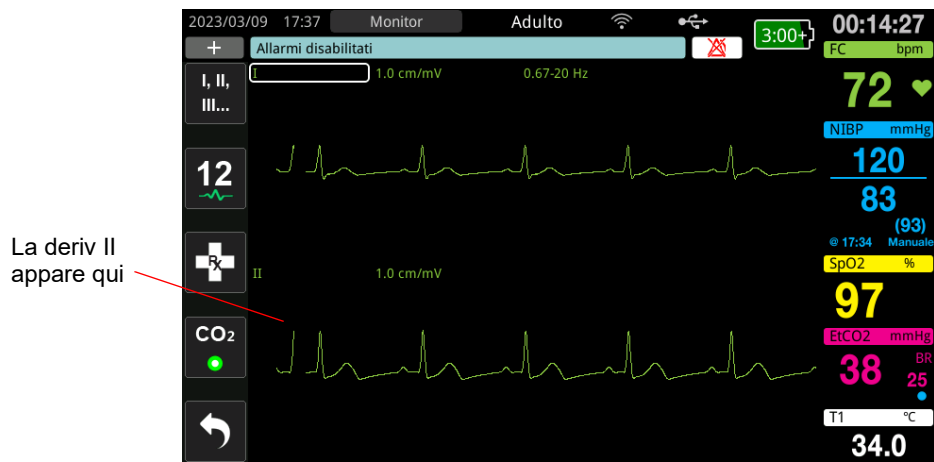 2023/03/09 17:37 Monitor Adulto 3:00+ 00:14:27
+ Allarmi disabilitati
FC bpm
72
I, II,
III...
I 1.0 cm/mV 0.67-20 Hz
NIBP mmHg
120
83
(93)
@ 17:34 Manuale
12
Rx
La deriv II
appare qui
II 1.0 cm/mV
SpO2 %
97
CO2
EtCO2 mmHg
38 BR
25
T1 °C
34.0